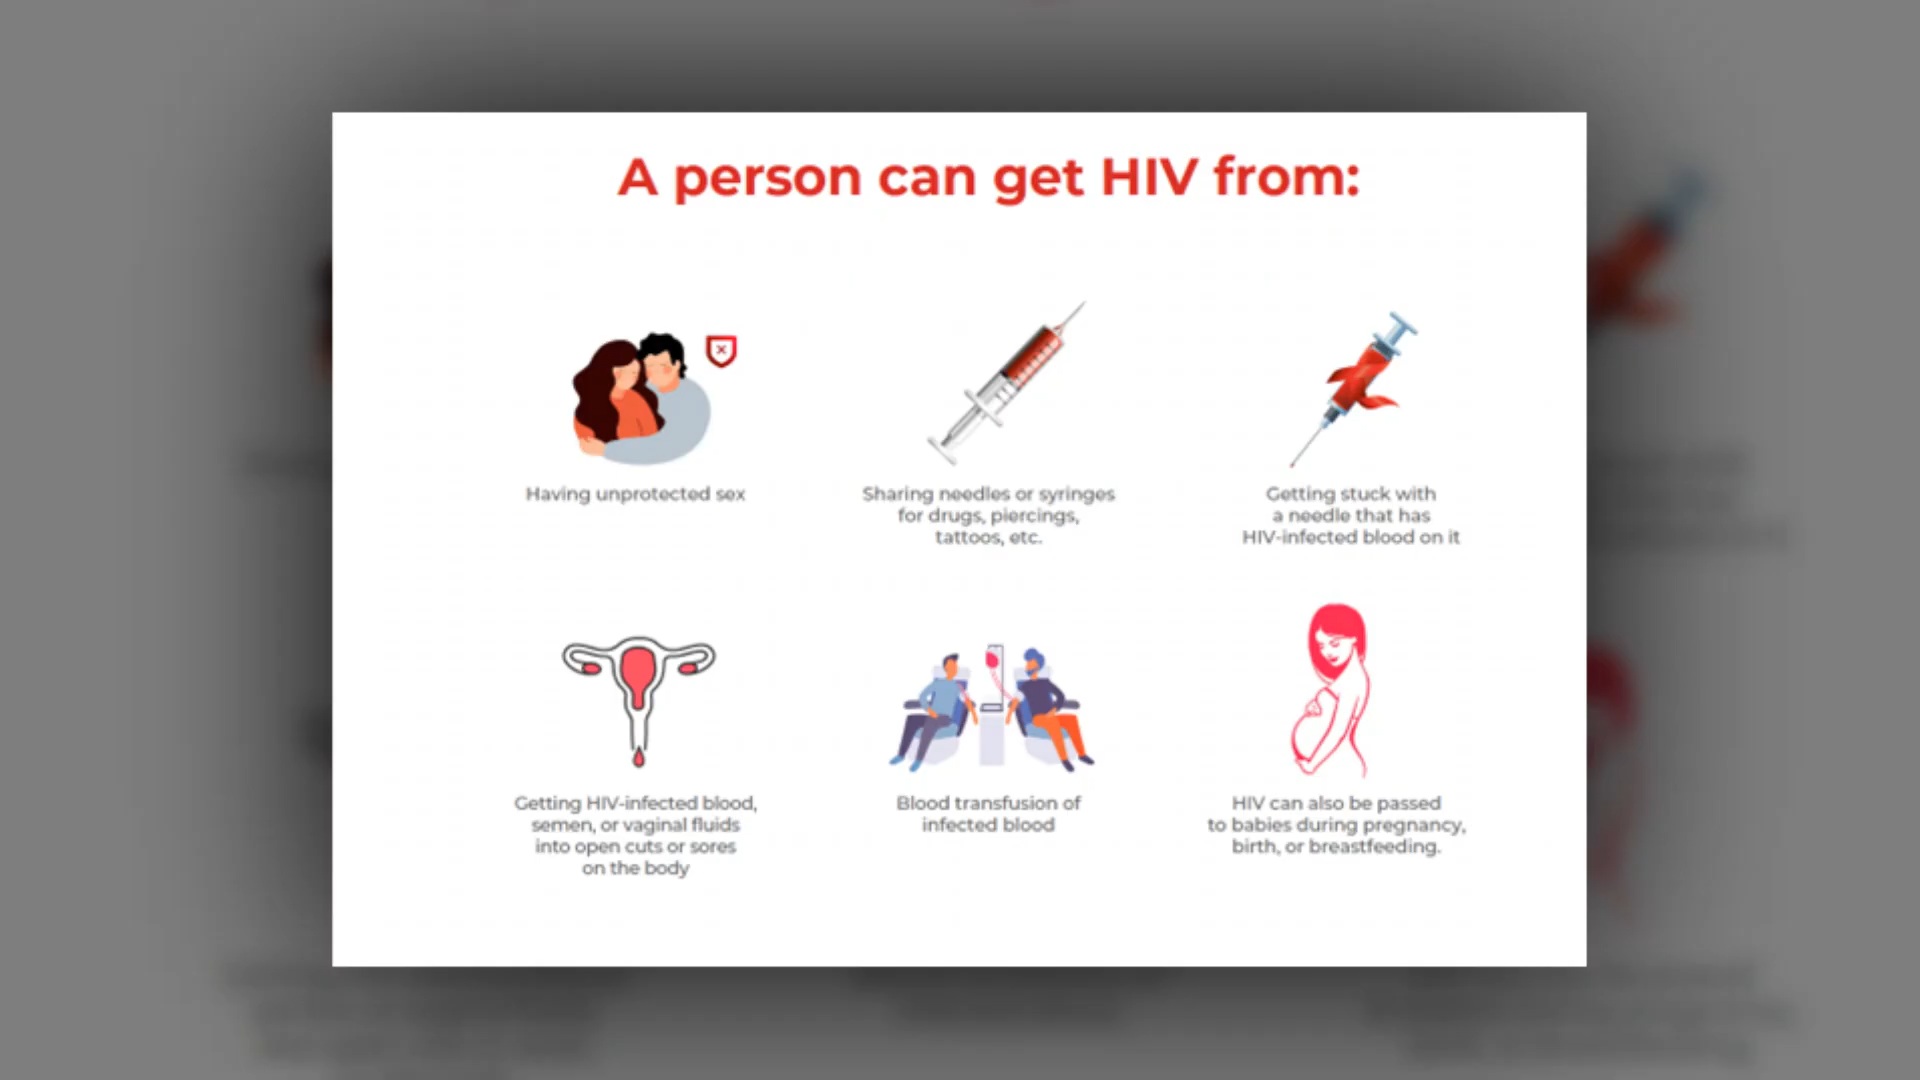 A person can get HIV from:
Having unprotected sex
Sharing needles or syringes
for drugs, piercings,
tattoos, etc.
Getting stuck with
a needle that has
HIV-infected blood on it
Getting HIV-infected blood,
semen, or vaginal fluids
into open cuts or sores
on the body
Blood transfusion of
infected blood
HIV can also be passed
to babies during pregnancy,
birth, or breastfeeding.